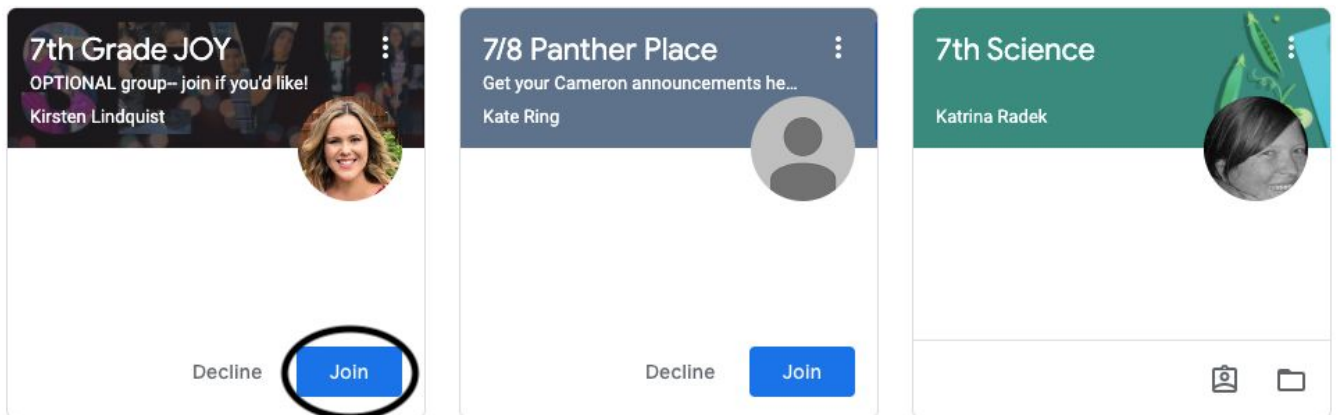 7th Grade JOY
OPTIONAL group-- join if you'd like!
Kirsten Lindquist
Decline
Join
7/8 Panther Place
Get your Cameron announcements he...
Kate Ring
Decline
Join
7th Science
Katrina Radek